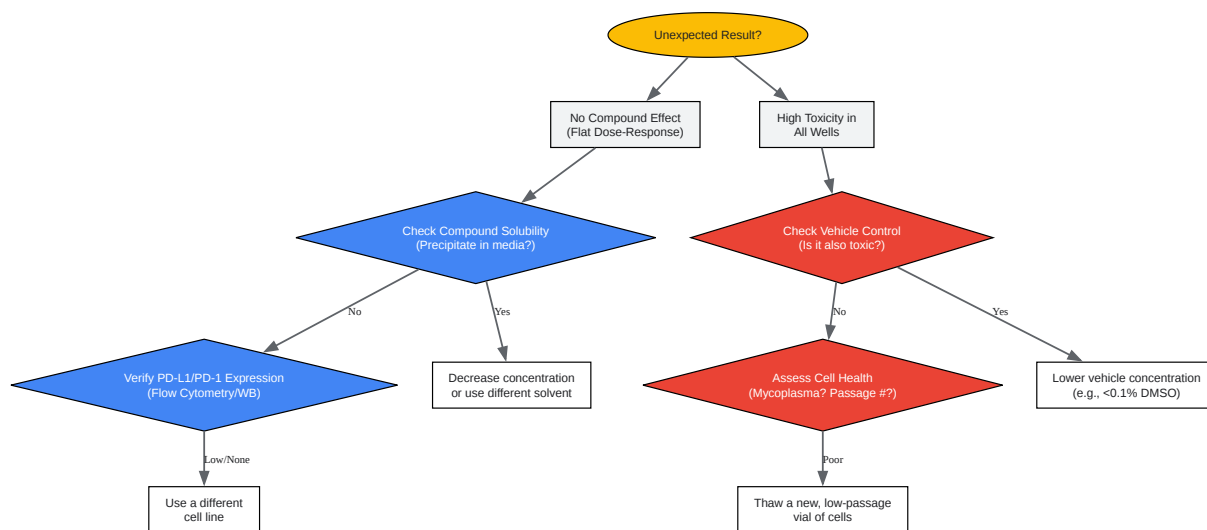 Unexpected Result?
No Compound Effect
(Flat Dose-Response)
High Toxicity in
All Wells
Check Compound Solubility
(Precipitate in media?)
Check Vehicle Control
(Is it also toxic?)
No
Yes
No
Yes
Verify PD-L1/PD-1 Expression
(Flow Cytometry/WB)
Decrease concentration
or use different solvent
Assess Cell Health
(Mycoplasma? Passage #?)
Lower vehicle concentration
(e.g., <0.1% DMSO)
Low/None
Poor
Use a different
cell line
Thaw a new, low-passage
vial of cells